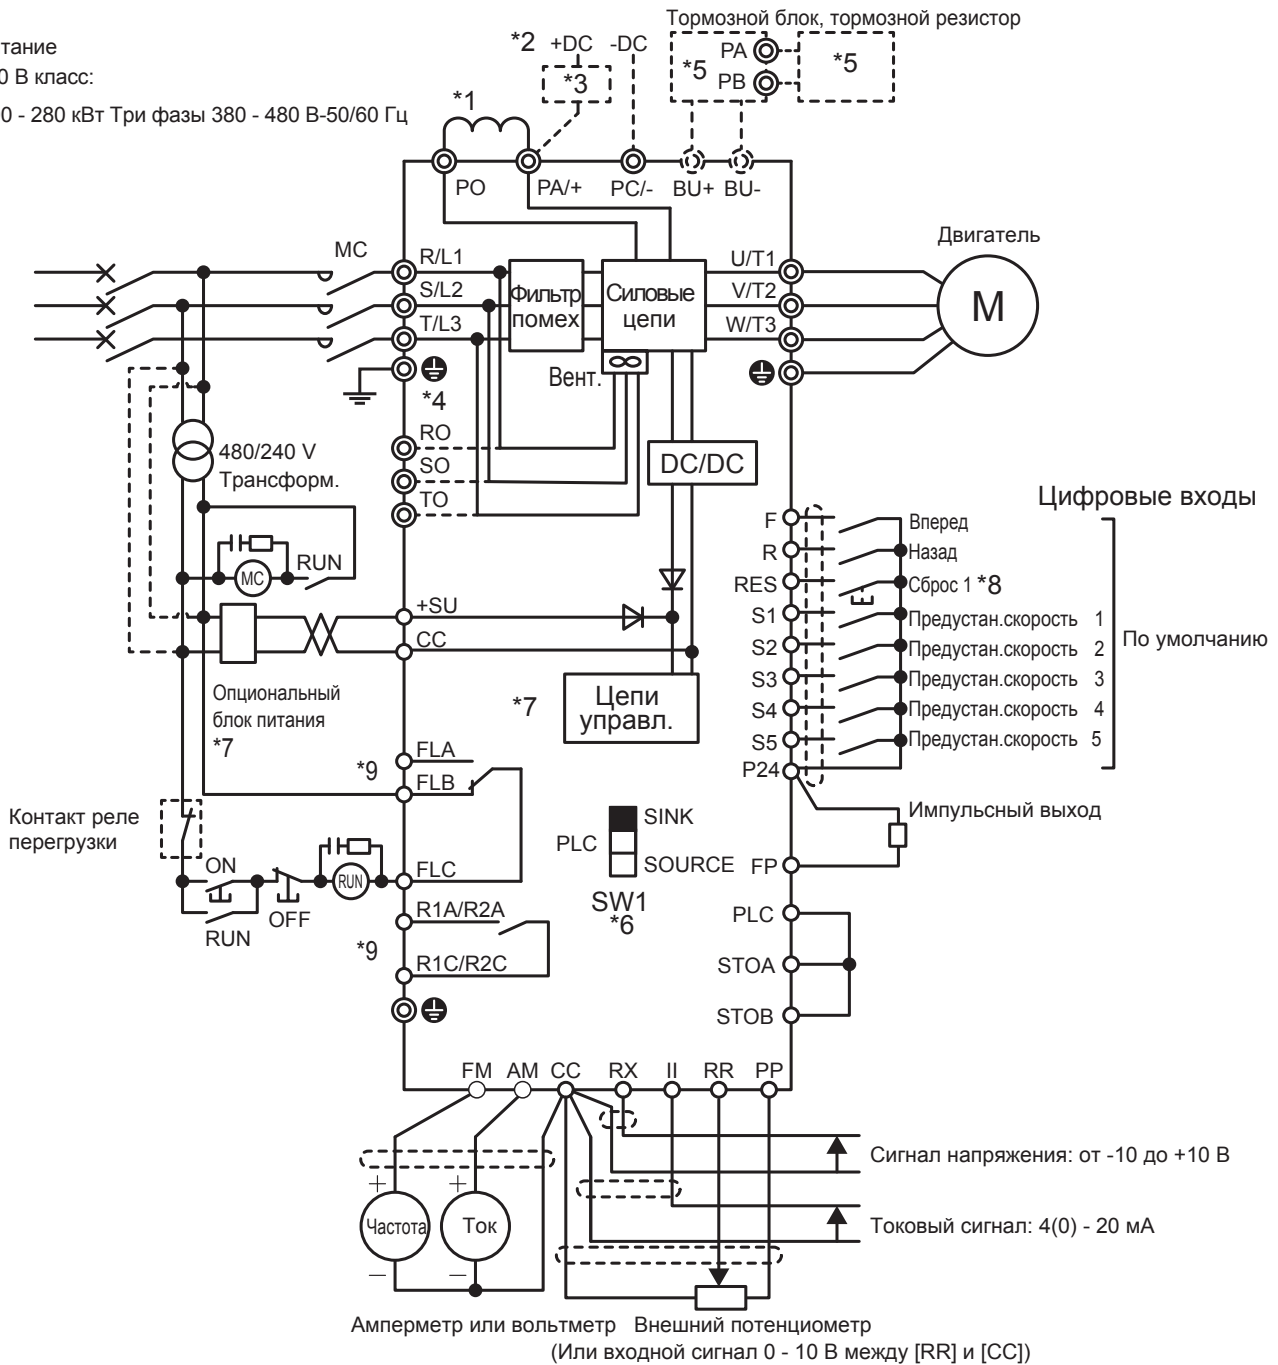 Тормозной блок, тормозной резистор
тание
0 В класс:
0 - 280 кВт Три фазы 380 - 480 В-50/60 Гц
*2 +DC -DC
*3
*5 PA
PB
*5
*1
PO PA/+ PC/- BU+ BU-
MC
R/L1
S/L2
T/L3
Фильтр
помех
Силовые
цепи
U/T1
V/T2
W/T3
Двигатель
M
*4
Вент.
RO
SO
TO
480/240 V
Трансформ.
DC/DC
MC
RUN
+SU
CC
Опциональный
блок питания
*7
*7
Цепи
управл.
Цифровые входы
F Вперед
R Назад
RES Сброс 1 *8
S1 Предустан.скорость 1
S2 Предустан.скорость 2
S3 Предустан.скорость 3
S4 Предустан.скорость 4
S5 Предустан.скорость 5
P24
По умолчанию
*9
FLA
FLB
FLC
Контакт реле
перегрузки
ON
OFF
RUN
RUN
SINK
PLC
SOURCE
SW1
*6
Импульсный выход
FP
PLC
STOA
STOB
*9
R1A/R2A
R1C/R2C
FM AM CC RX II RR PP
+ +
Частота
Ток
– –
Сигнал напряжения: от -10 до +10 В
Токовый сигнал: 4(0) - 20 мА
Амперметр или вольтметр Внешний потенциометр
(Или входной сигнал 0 - 10 В между [RR] и [CC])